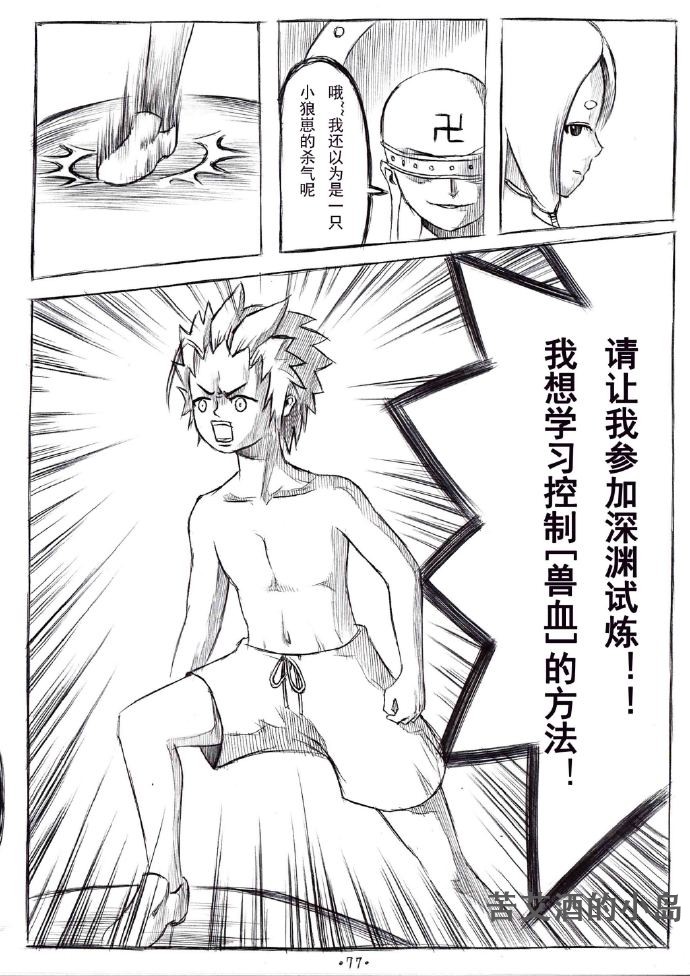 哦~~我还以为是一只
小狼崽的杀气呢
卍
请让我参加深渊试炼！！
我想学习控制[兽血]的方法！
苦艾酒的小岛
·77·